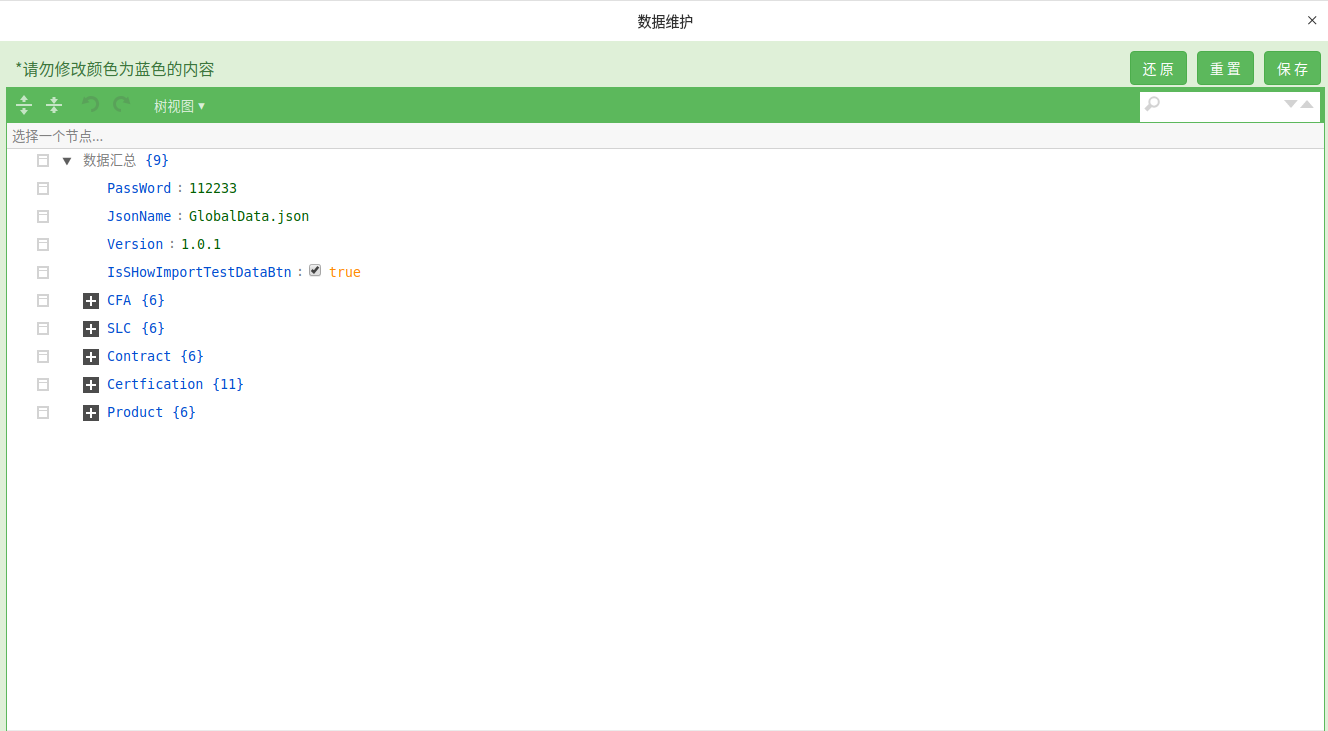 数据维护
×
*请勿修改颜色为蓝色的内容
还原 重置 保存
树视图▼
选择一个节点...
▼ 数据汇总 {9}
PassWord : 112233
JsonName : GlobalData.json
Version : 1.0.1
IsSHowImportTestDataBtn : true
CFA {6}
SLC {6}
Contract {6}
Certfication {11}
Product {6}